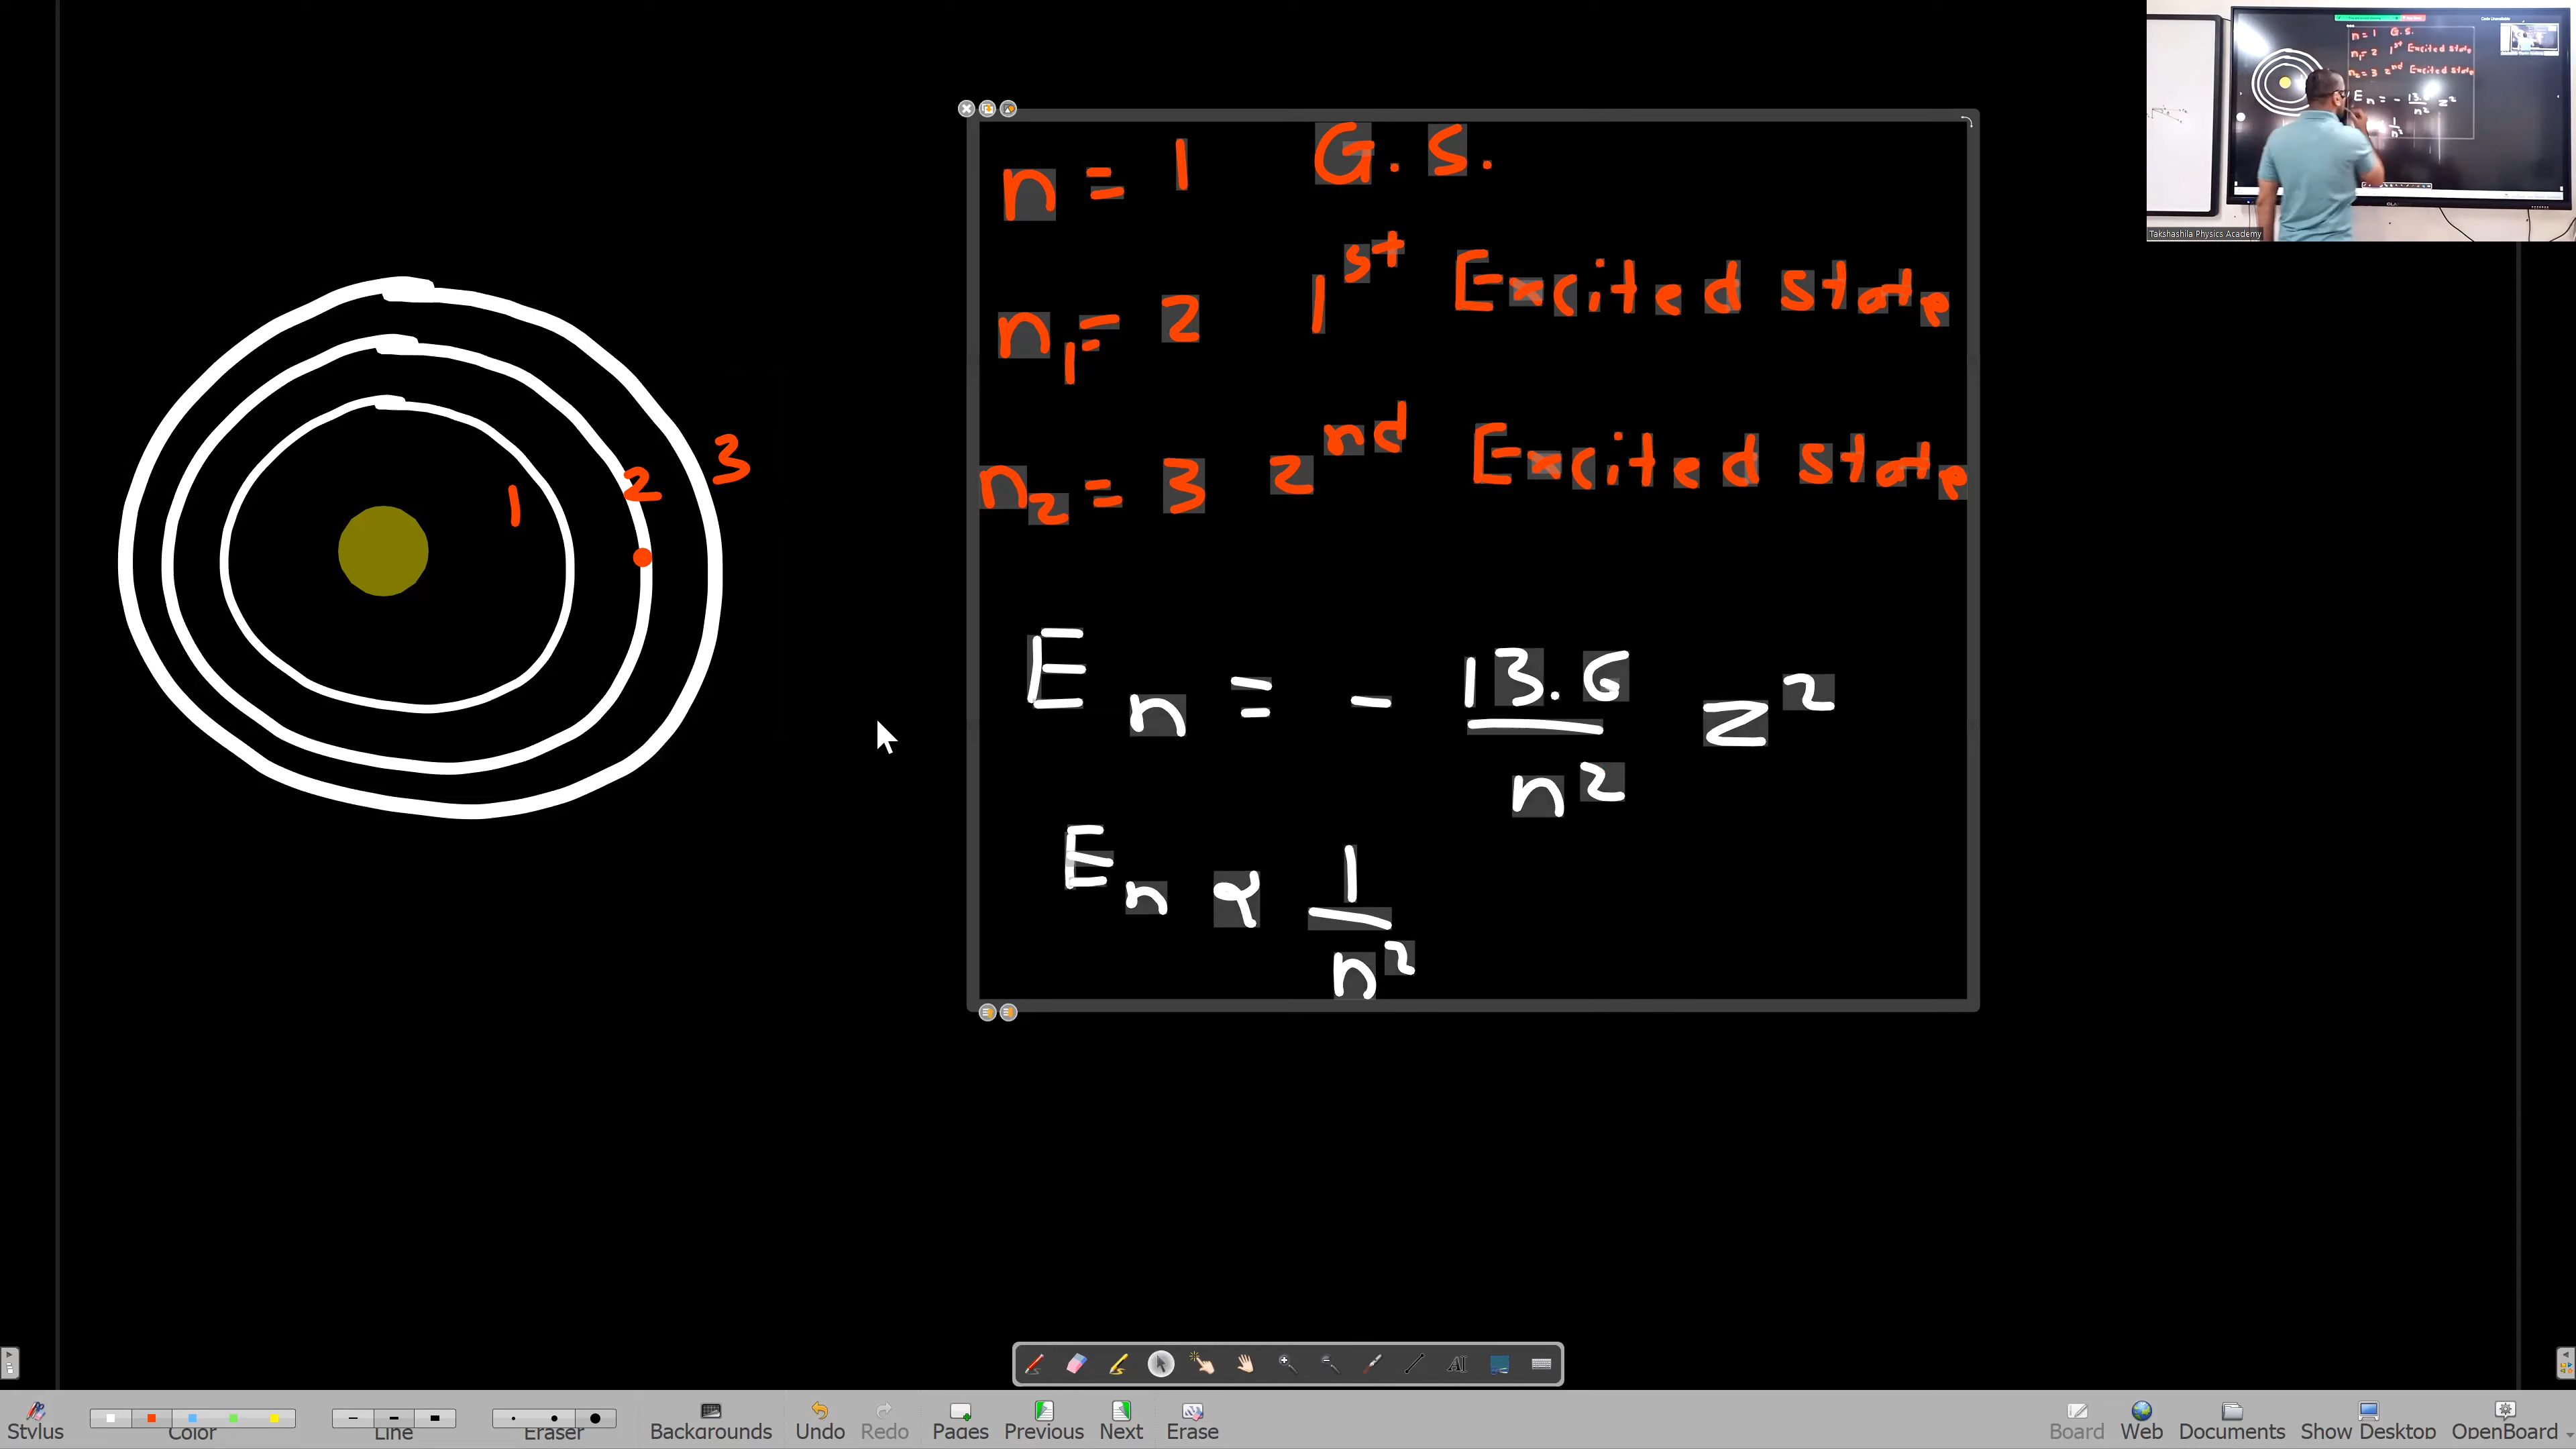 n = 1 G. S.
n₁ = 2 1ˢᵗ Excited state
n₂ = 3 2ⁿᵈ Excited state
Eₙ = - 13.6 / n² z²
Eₙ α 1 / n²
1 2 3
Takshashila Physics Academy
Stylus Color Line Eraser Backgrounds Undo Redo Pages Previous Next Erase Board Web Documents Show Desktop OpenBoard